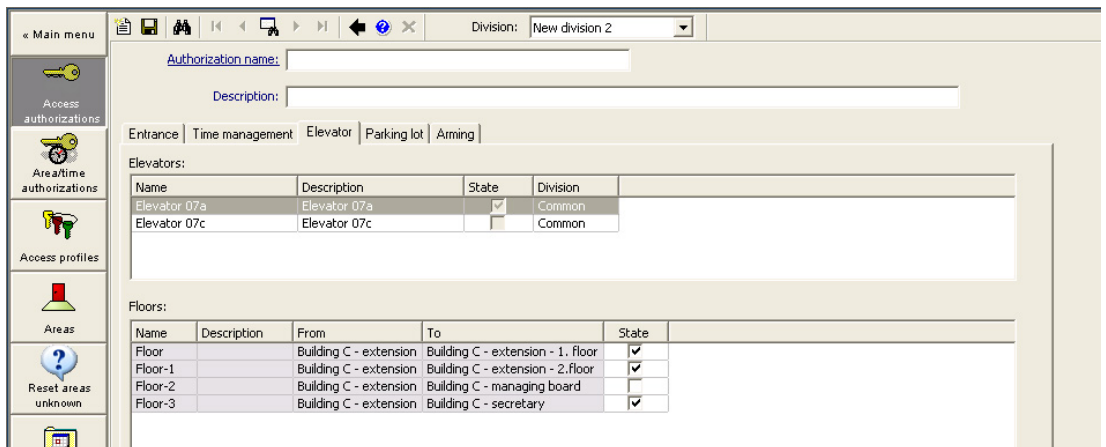 « Main menu
Division: New division 2
Authorization name:
Description:
Access
authorizations
Area/time
authorizations
Access profiles
Areas
Reset areas
unknown
Entrance Time management Elevator Parking lot Arming
Elevators:
Name Description State Division
Elevator 07a Elevator 07a Common
Elevator 07c Elevator 07c Common
Floors:
Name Description From To State
Floor Building C - extension Building C - extension - 1. floor
Floor-1 Building C - extension Building C - extension - 2.floor
Floor-2 Building C - extension Building C - managing board
Floor-3 Building C - extension Building C - secretary